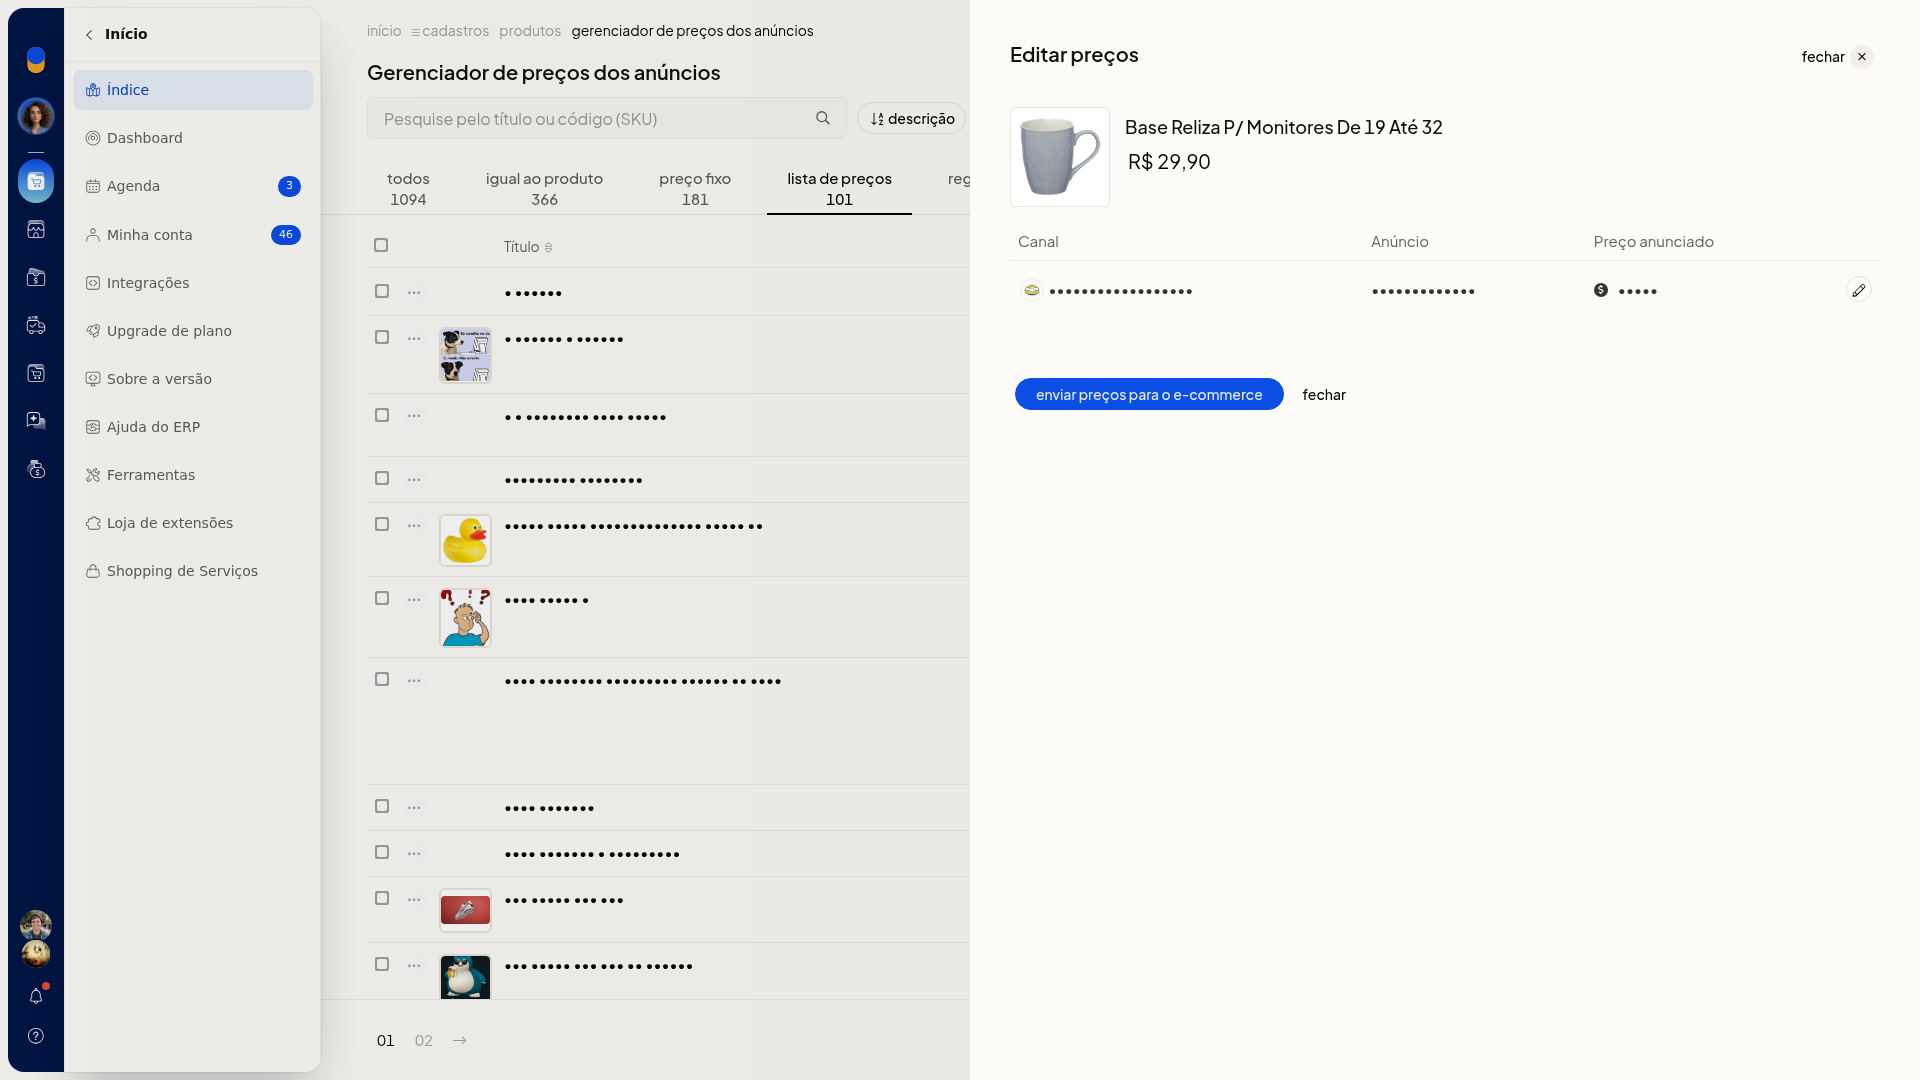 Início
Índice
Dashboard
Agenda 3
Minha conta 46
Integrações
Upgrade de plano
Sobre a versão
Ajuda do ERP
Ferramentas
Loja de extensões
Shopping de Serviços
início cadastros produtos gerenciador de preços dos anúncios
Gerenciador de preços dos anúncios
Pesquise pelo título ou código (SKU)
descrição
todos igual ao produto preço fixo lista de preços reg
1094 366 181 101
Título
01 02
Editar preços
fechar
Base Reliza P/ Monitores De 19 Até 32
R$ 29,90
Canal Anúncio Preço anunciado
enviar preços para o e-commerce fechar